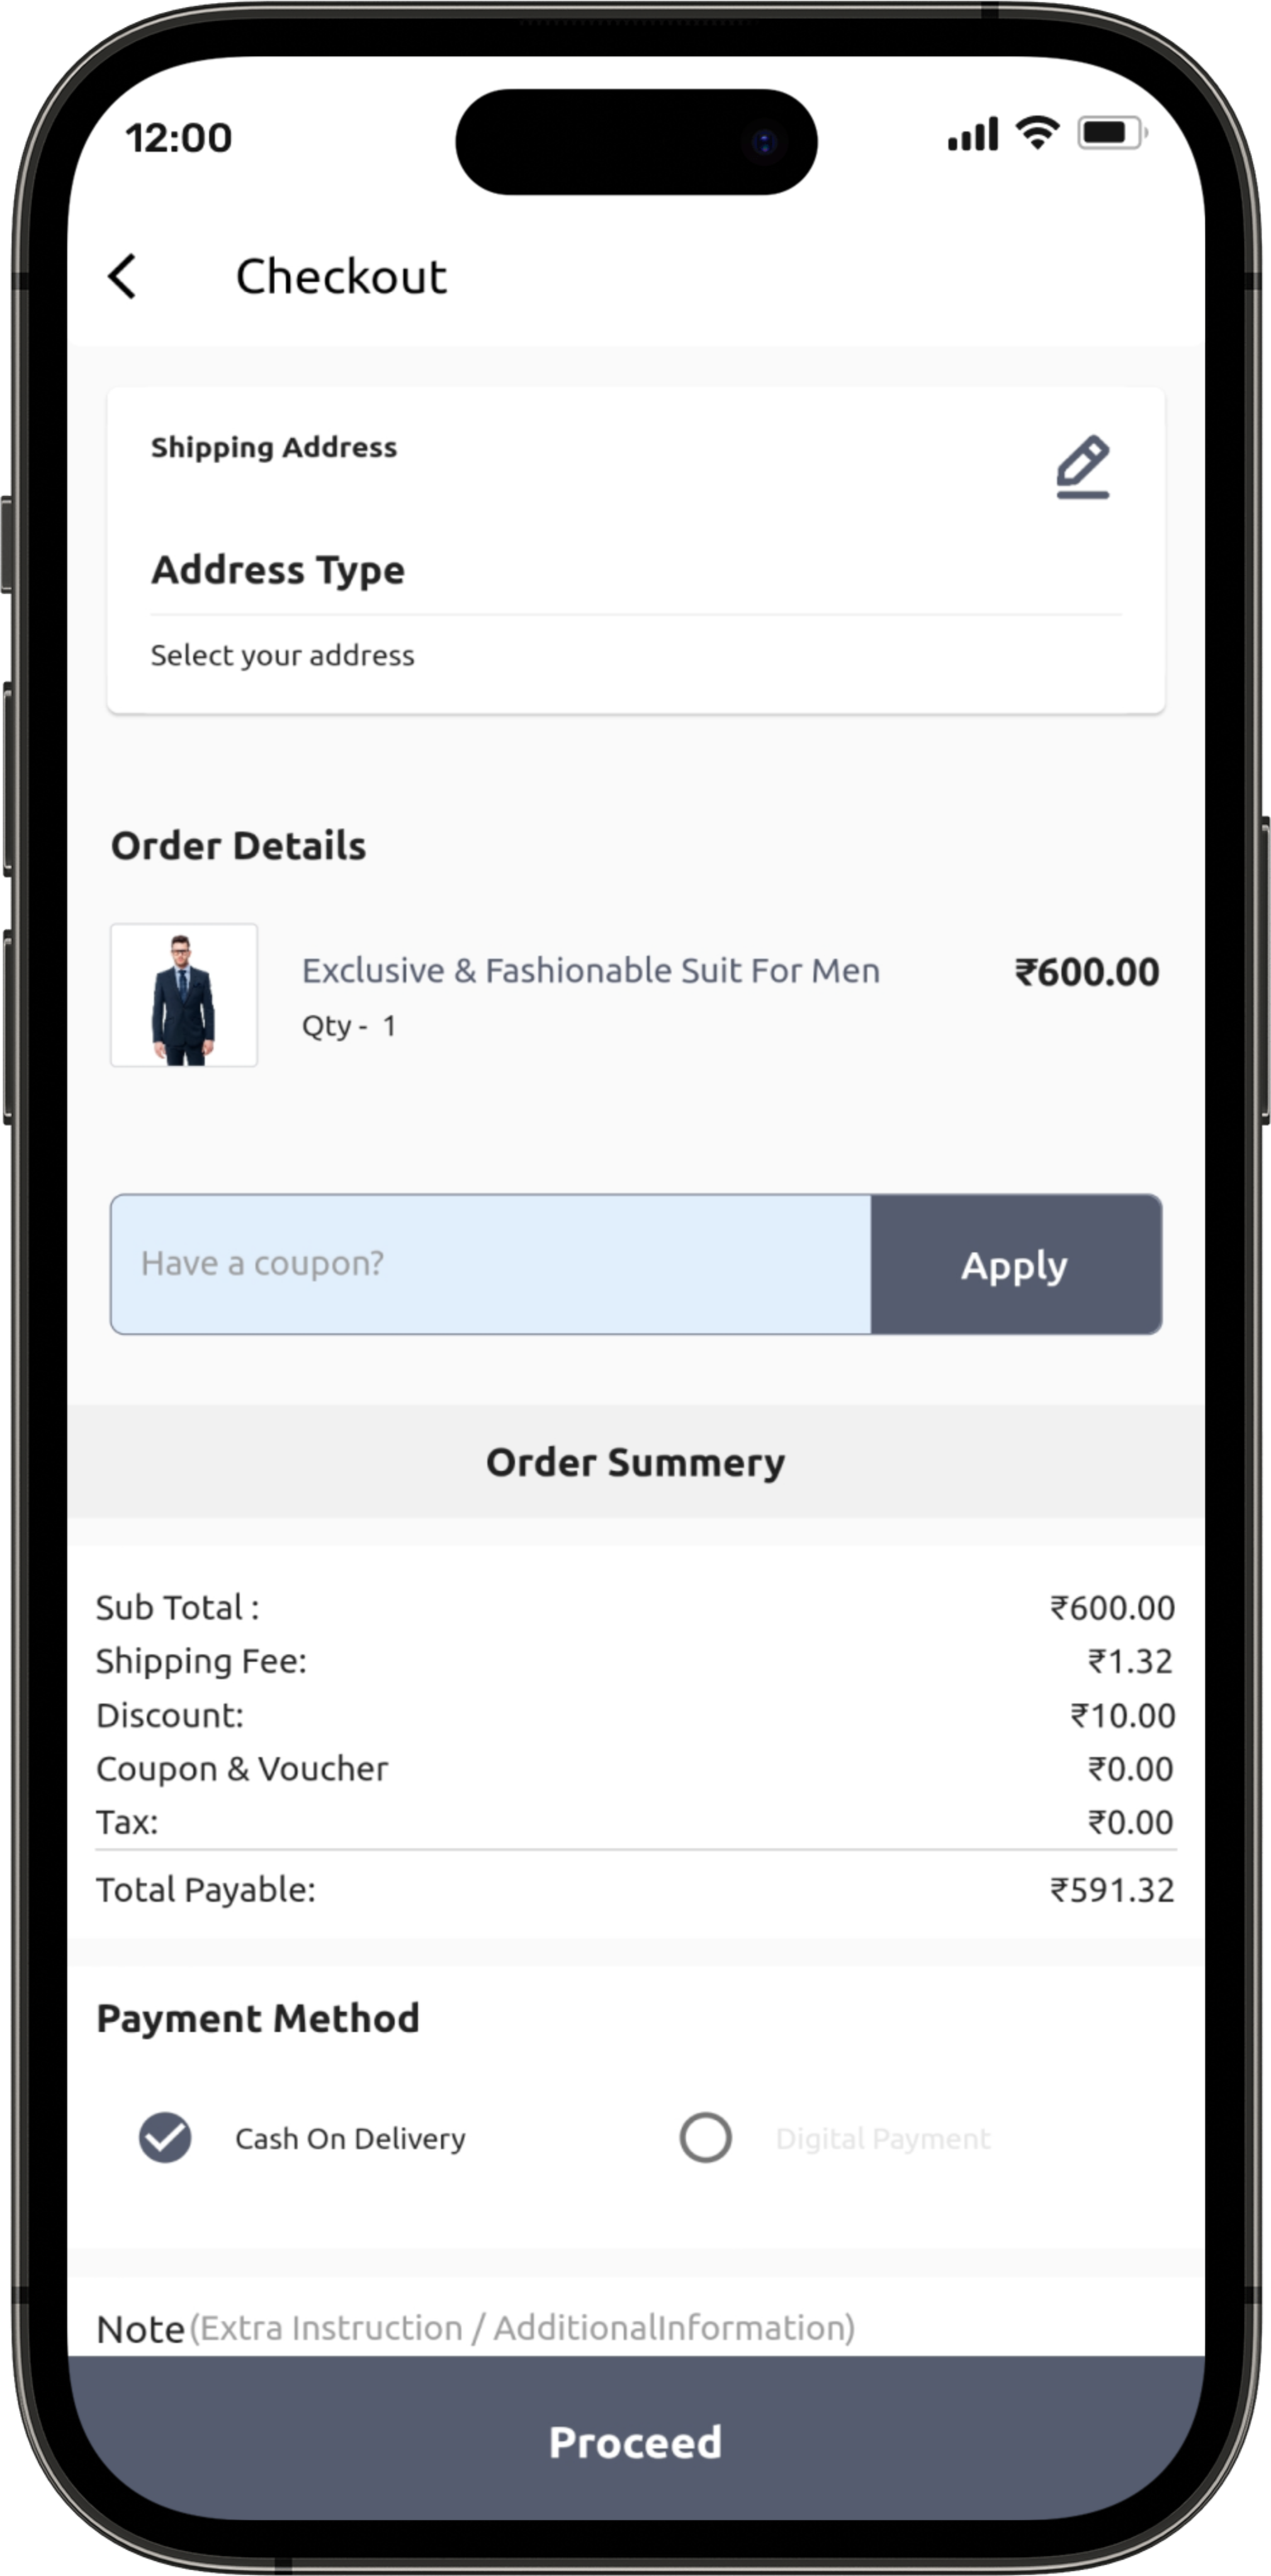 12:00
Checkout
Shipping Address
Address Type
Select your address
Order Details
Exclusive & Fashionable Suit For Men ₹600.00
Qty - 1
Have a coupon? Apply
Order Summery
Sub Total : ₹600.00
Shipping Fee: ₹1.32
Discount: ₹10.00
Coupon & Voucher ₹0.00
Tax: ₹0.00
Total Payable: ₹591.32
Payment Method
Cash On Delivery Digital Payment
Note(Extra Instruction / AdditionalInformation)
Proceed